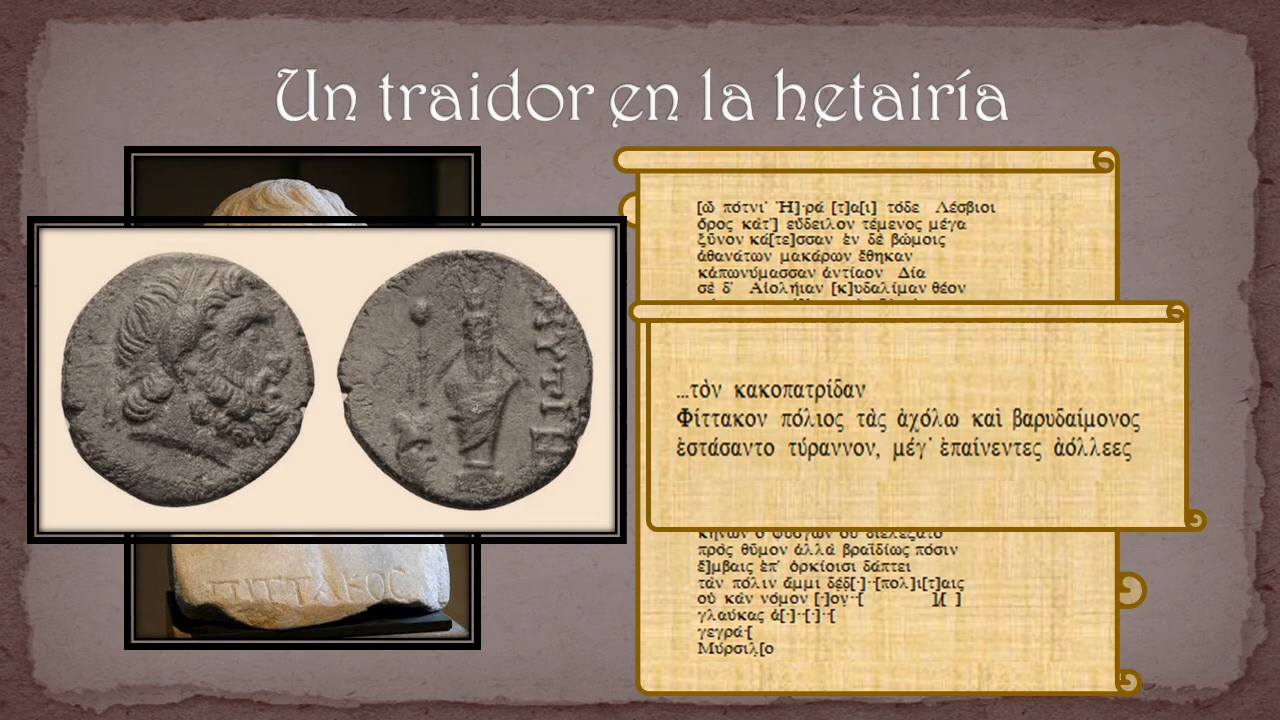 Un traidor en la hetairía
[ὦ πότνι᾽ Ἦ]·ρά [τ]α[ι] τόδε Λέσβιοι
ὄρος κὰτ᾽] εὔδειλον τέμενος μέγα
ξῦνον κά[τε]σσαν ἐν δὲ βώμοις
ἀθανάτων μακάρων ἔθηκαν
κἀπωνύμασσαν ἀντίαον Δία
σὲ δ᾽ Αἰολήιαν [κ]υδαλίμαν θέον
...τὸν κακοπατρίδαν
Φίττακον πόλιος τὰς ἀχόλω καὶ βαρυδαίμονος
ἐστάσαντο τύραννον, μέγ᾽ ἐπαίνεντες ἀόλλεες
κήνων ὀ φύσγων οὐ διελέξατο
πρὸς θῦμον ἀλλὰ βραϊδίως πόσιν
ἔ]μβαις ἐπ᾽ ὀρκίοισι δάπτει
τὰν πόλιν ἄμμι δέδ[·]··[πολ]ι[τ]αις
οὐ κὰν νόμον [·]ον··[ ]/[ ]
γλαύκας ἀ[·]··[·]·[
γεγρά·[
Μύρσιλ[ο
ΜΥΤΙΛΗ
ΠΙΤΤΑΚΟϹ